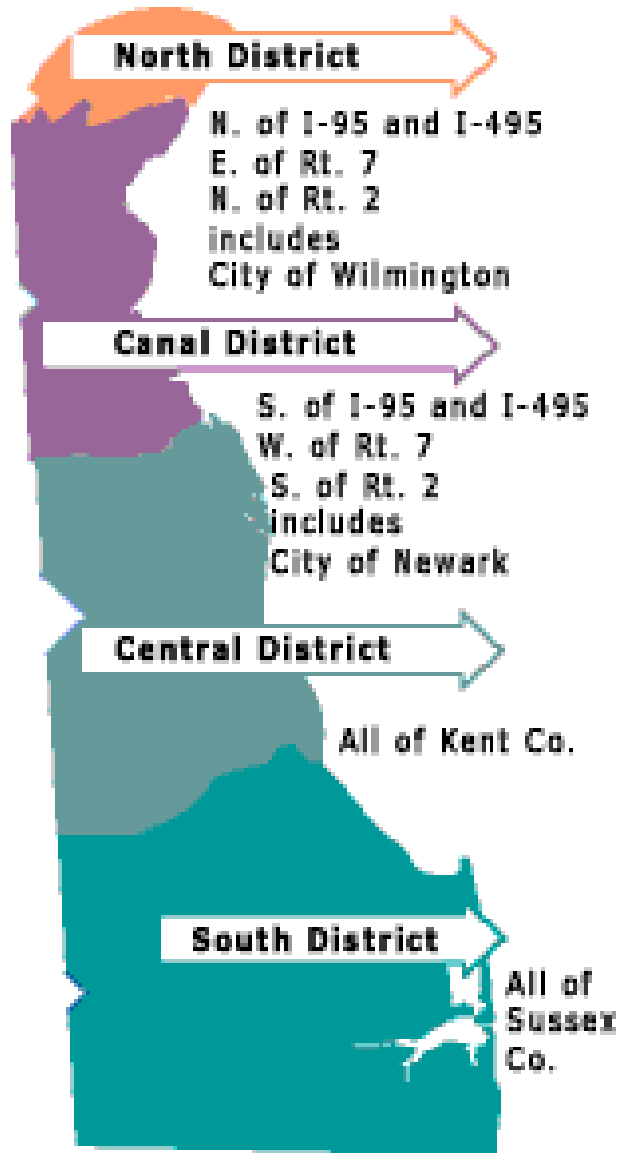 North District
N. of I-95 and I-495
E. of Rt. 7
N. of Rt. 2
includes
City of Wilmington
Canal District
S. of I-95 and I-495
W. of Rt. 7
S. of Rt. 2
includes
City of Newark
Central District
All of Kent Co.
South District
All of
Sussex
Co.